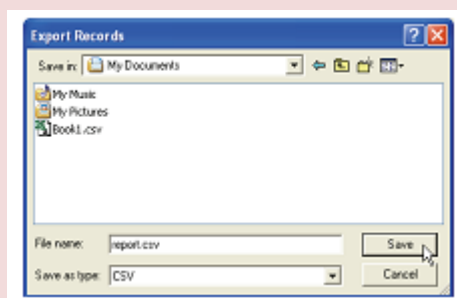 Export Records
Save in: My Documents
My Music
My Pictures
Book1.csv
File name: report.csv Save
Save as type: CSV Cancel